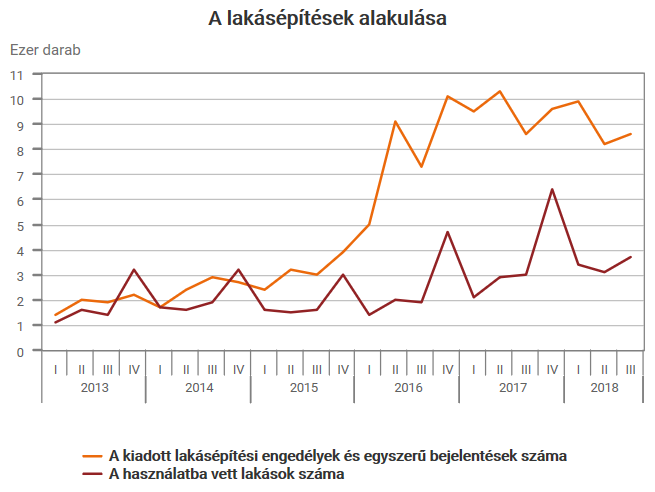 A lakásépítések alakulása
Ezer darab
11
10
9
8
7
6
5
4
3
2
1
0
I II III IV I II III IV I II III IV I II III IV I II III IV I II III
2013 2014 2015 2016 2017 2018
A kiadott lakásépítési engedélyek és egyszerű bejelentések száma
A használatba vett lakások száma